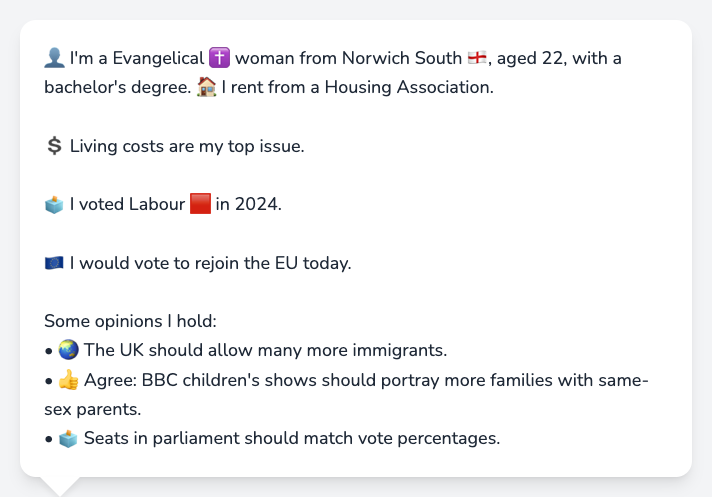 👤 I'm a Evangelical ✝️ woman from Norwich South 🏴󠁧󠁢󠁥󠁮󠁧󠁿, aged 22, with a
bachelor's degree. 🏠 I rent from a Housing Association.
💲 Living costs are my top issue.
🗳️ I voted Labour 🟥 in 2024.
🇪🇺 I would vote to rejoin the EU today.
Some opinions I hold:
• 🌏 The UK should allow many more immigrants.
• 👍 Agree: BBC children's shows should portray more families with same-
sex parents.
• 🗳️ Seats in parliament should match vote percentages.